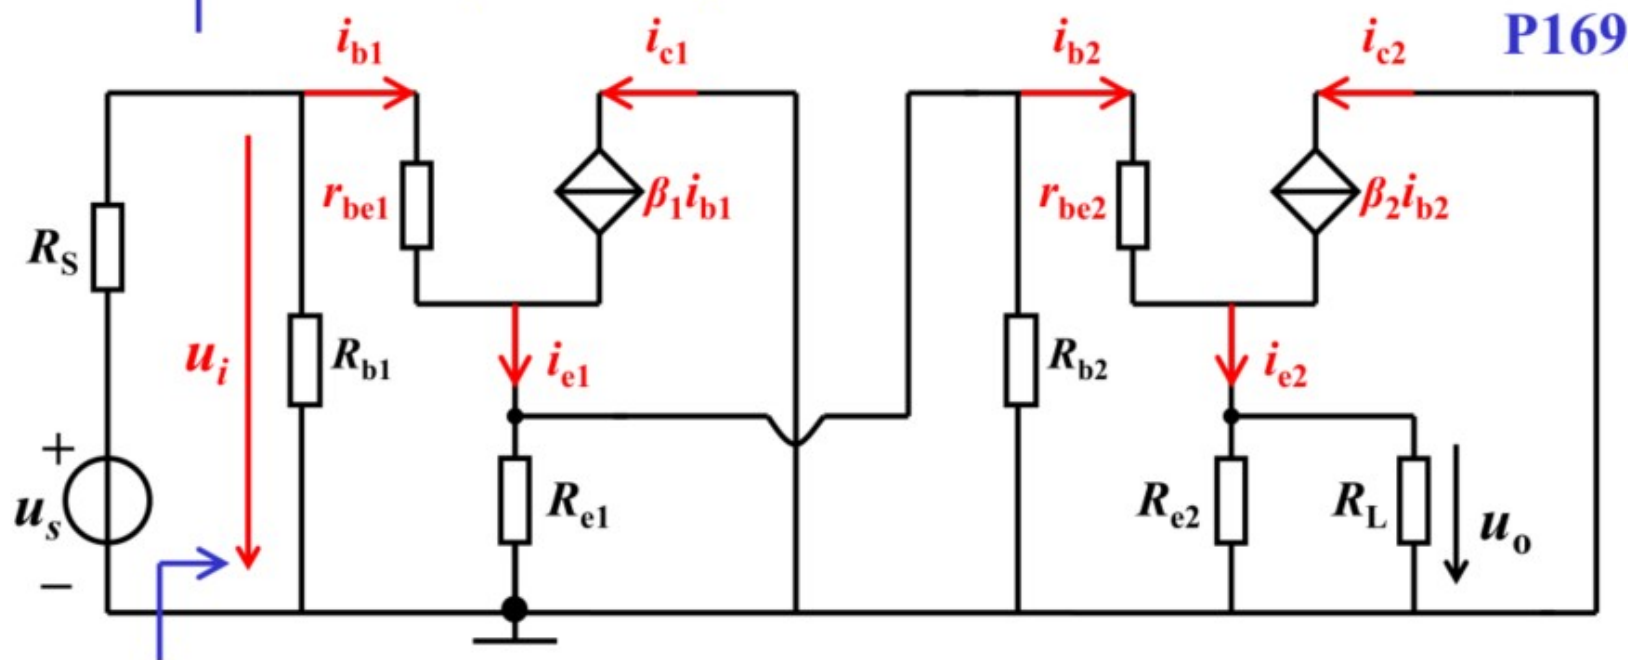 i_b1 i_c1 i_b2 i_c2 P169
r_be1 β_1i_b1 r_be2 β_2i_b2
R_S
u_i R_b1 i_e1 R_b2 i_e2
+
u_s R_e1 R_e2 R_L u_o
−